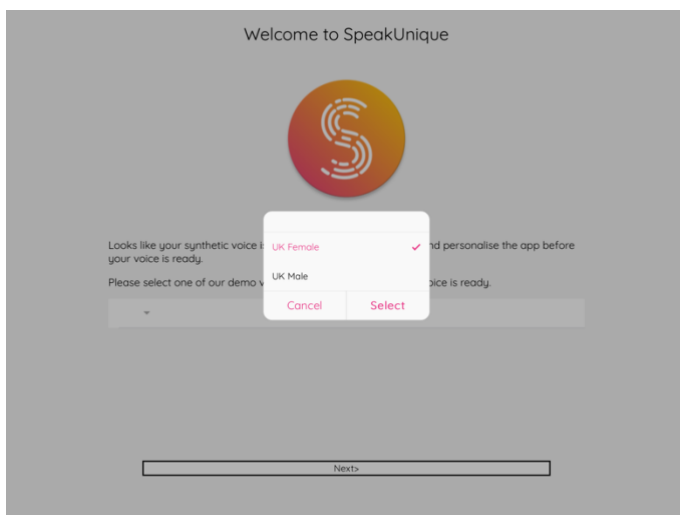 Welcome to SpeakUnique
Looks like your synthetic voice i nd personalise the app before
your voice is ready.
Please select one of our demo v oice is ready.
UK Female
UK Male
Cancel Select
Next>